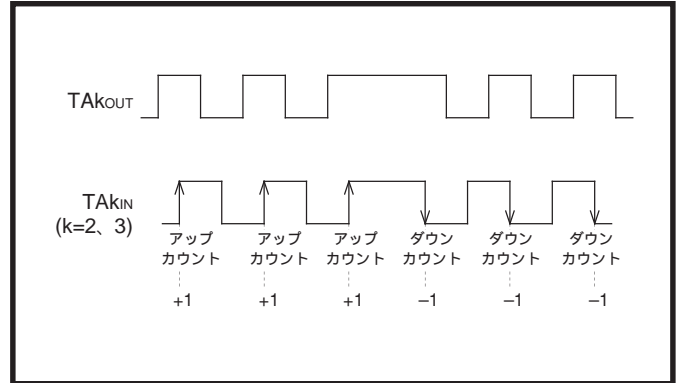 TAkOUT
TAkIN
(k=2、3)
アップ アップ アップ ダウン ダウン ダウン
カウント カウント カウント カウント カウント カウント
+1 +1 +1 −1 −1 −1